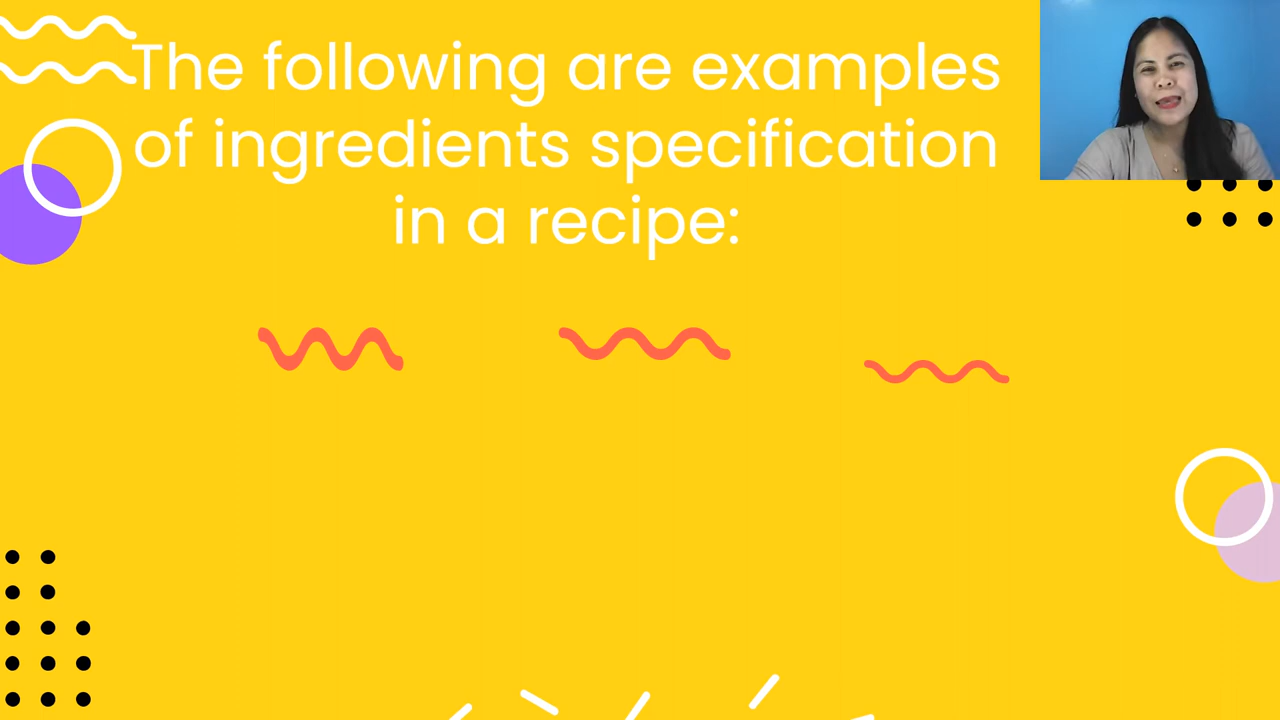 The following are examples
of ingredients specification
in a recipe: